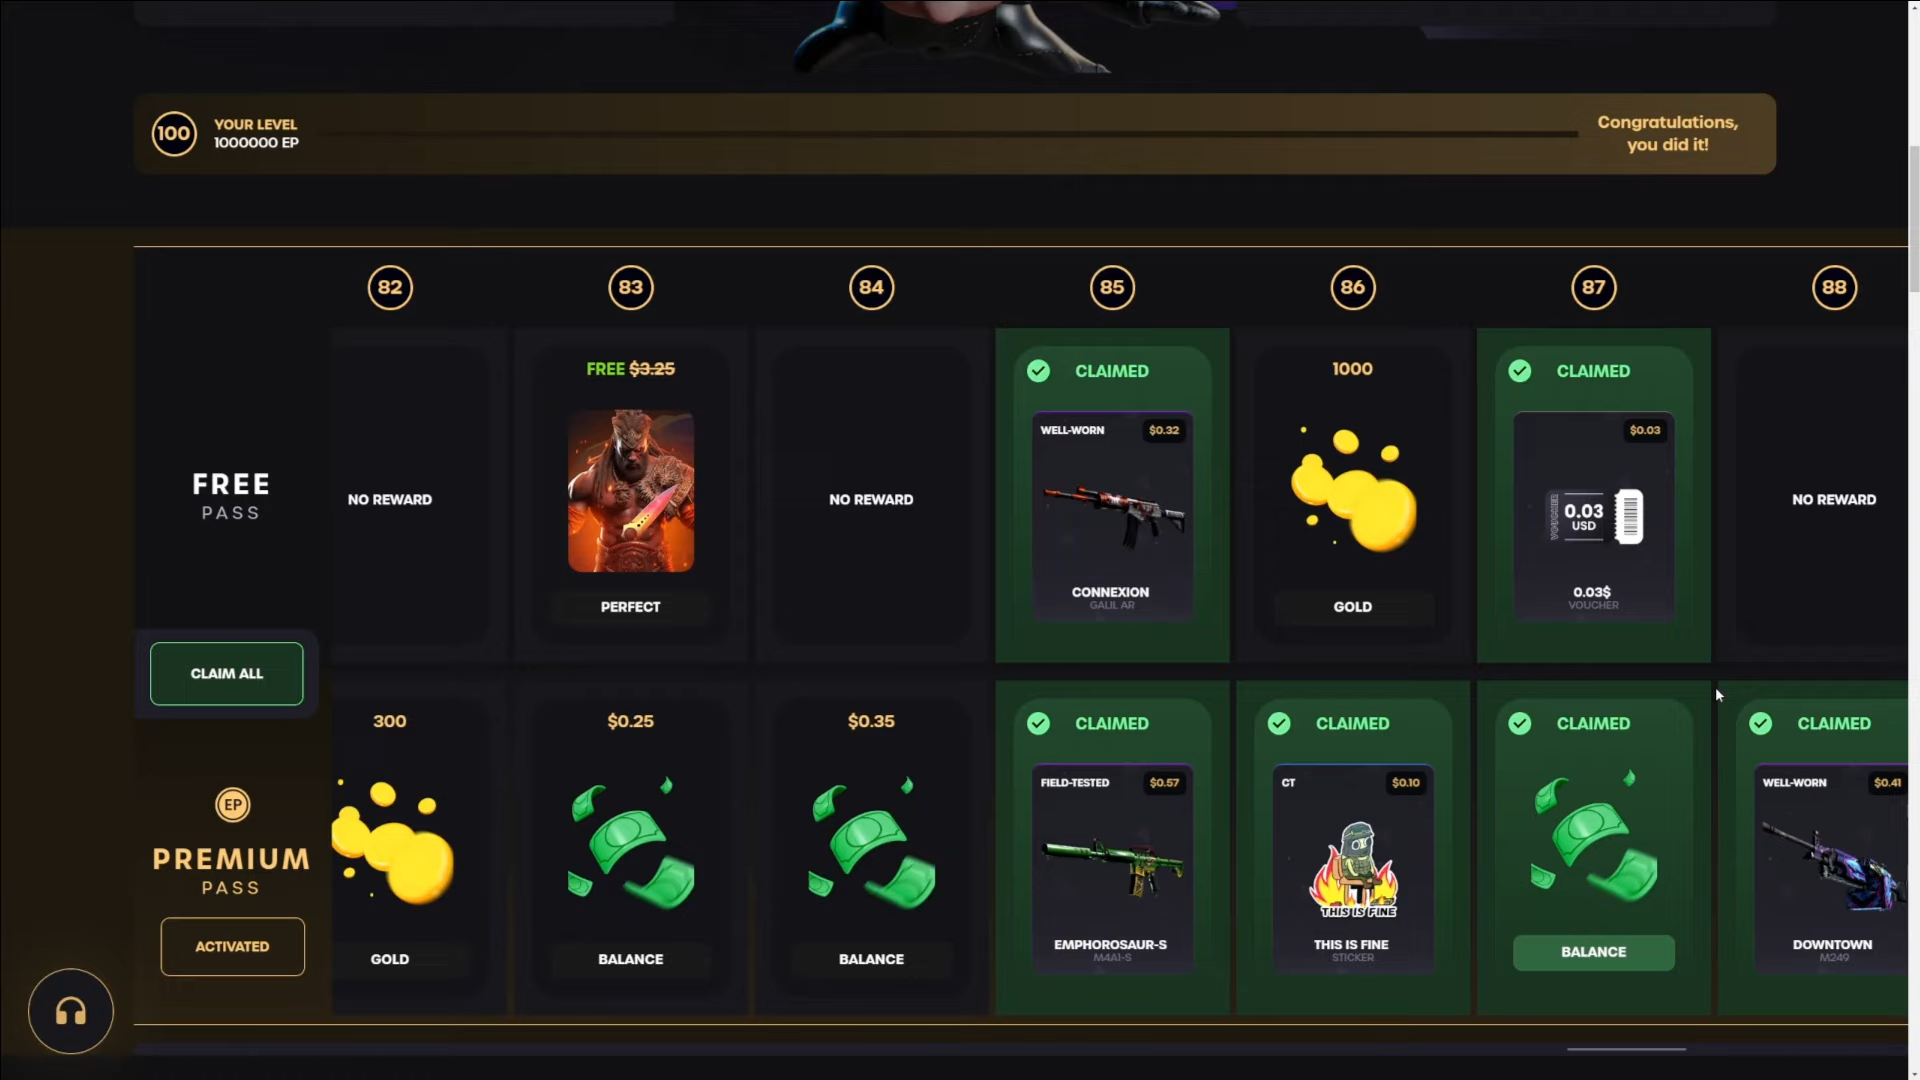 100
YOUR LEVEL
1000000 EP
Congratulations,
you did it!
82
83
84
85
86
87
88
FREE
PASS
NO REWARD
FREE $3.25
PERFECT
NO REWARD
CLAIMED
WELL-WORN
$0.32
CONNEXION
GALIL AR
1000
GOLD
CLAIMED
$0.03
VOUCHER
0.03
USD
0.03$
VOUCHER
NO REWARD
CLAIM ALL
EP
PREMIUM
PASS
ACTIVATED
300
GOLD
$0.25
BALANCE
$0.35
BALANCE
CLAIMED
FIELD-TESTED
$0.57
EMPHOROSAUR-S
M4A1-S
CLAIMED
CT
$0.10
THIS IS FINE
THIS IS FINE
STICKER
CLAIMED
BALANCE
CLAIMED
WELL-WORN
$0.41
DOWNTOWN
M249